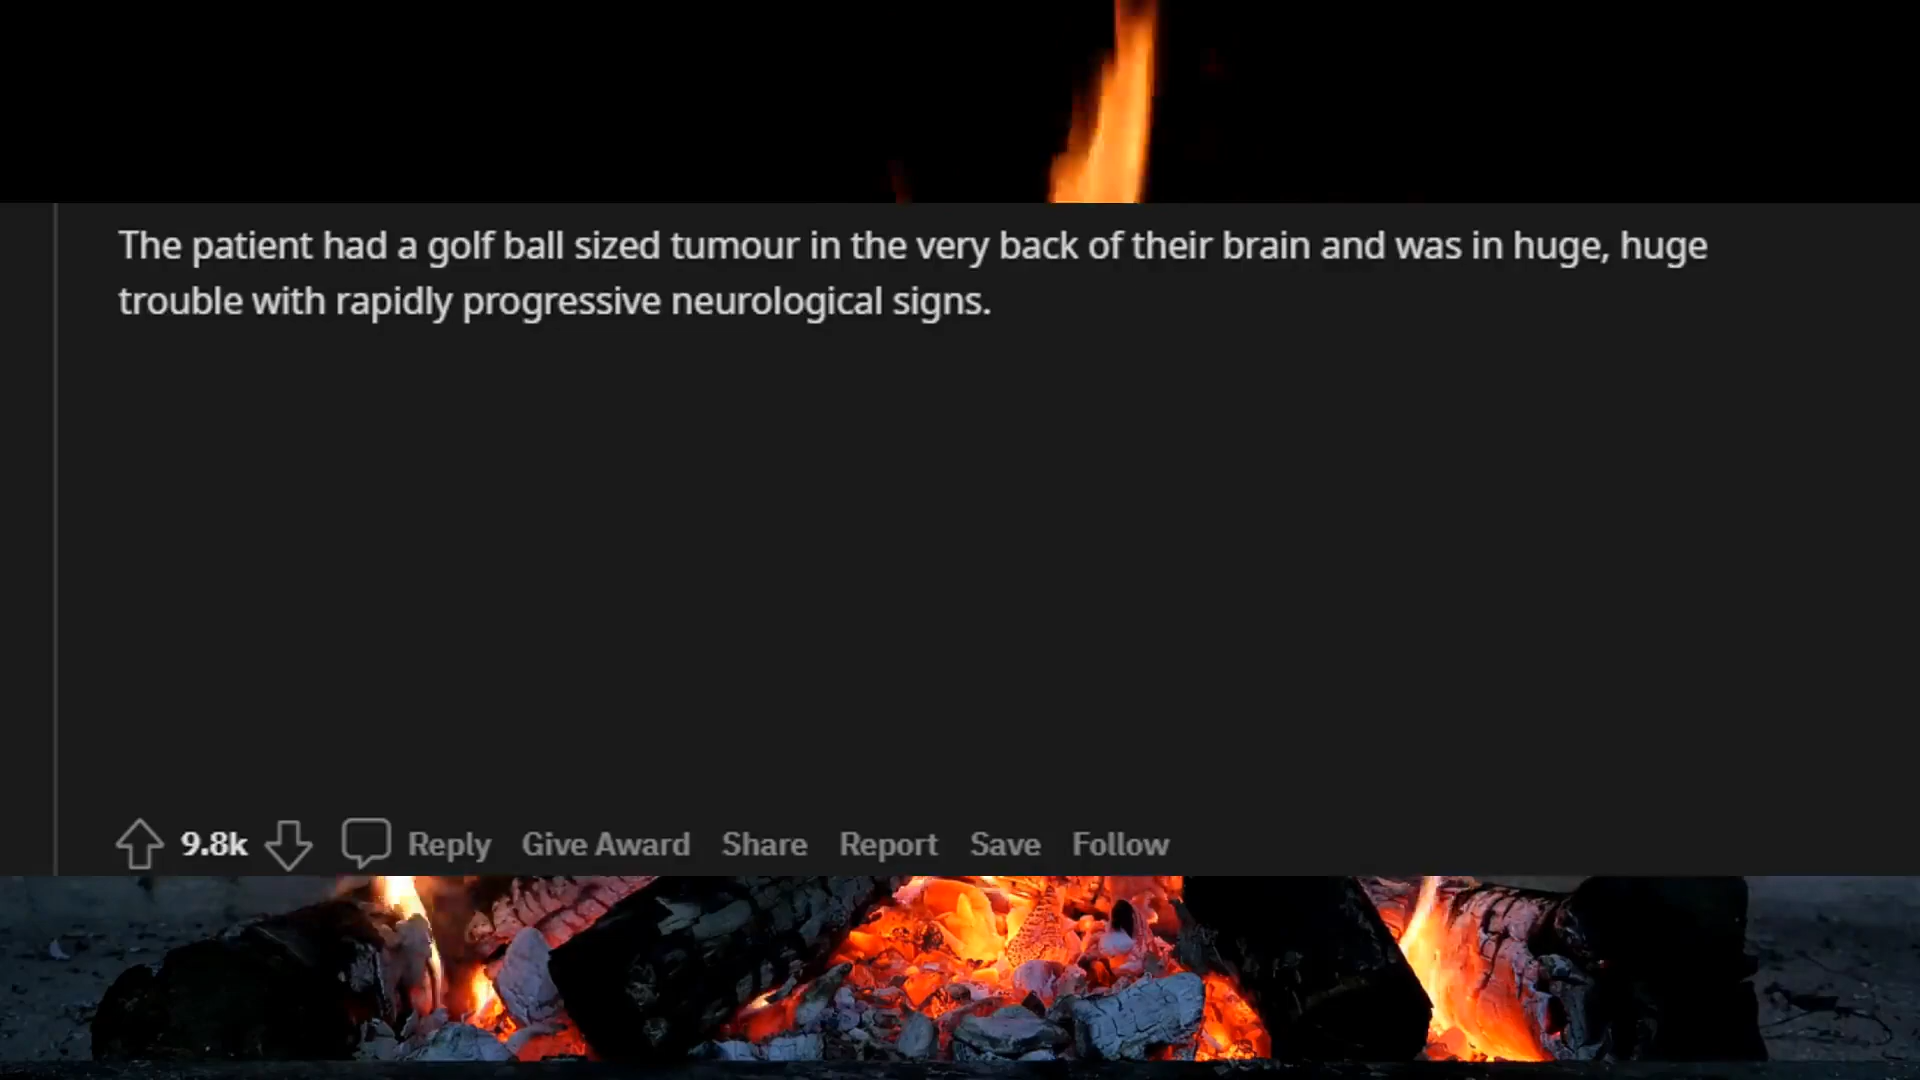 The patient had a golf ball sized tumour in the very back of their brain and was in huge, huge
trouble with rapidly progressive neurological signs.
9.8k Reply Give Award Share Report Save Follow